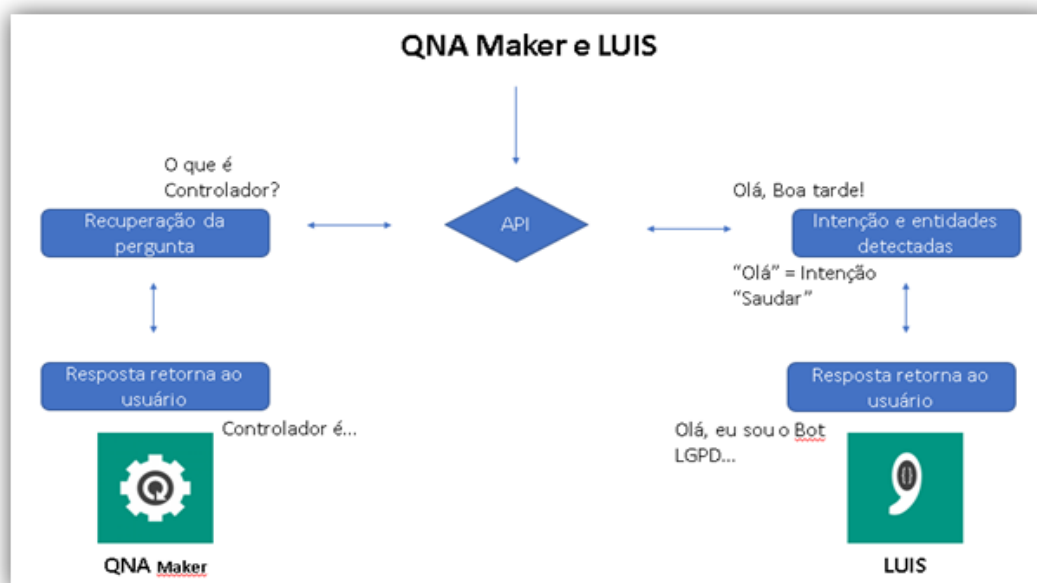 QNA Maker e LUIS
O que é
Controlador?
Recuperação da
pergunta
API
Olá, Boa tarde!
Intenção e entidades
detectadas
“Olá” = Intenção
“Saudar”
Resposta retorna ao
usuário
Controlador é...
QNA Maker
Resposta retorna ao
usuário
Olá, eu sou o Bot
LGPD...
LUIS